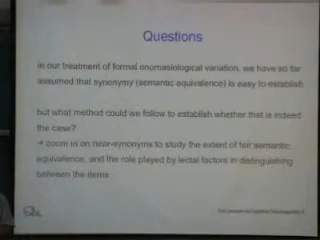 Questions
in our treatment of formal onomasiological variation, we have so far
assumed that synonymy (semantic equivalence) is easy to establish
but what method could we follow to establish whether that is indeed
the case?
→ zoom in on near-synonyms to study the extent of teir semantic
equivalence, and the role played by lectal factors in distinguishing
between the items